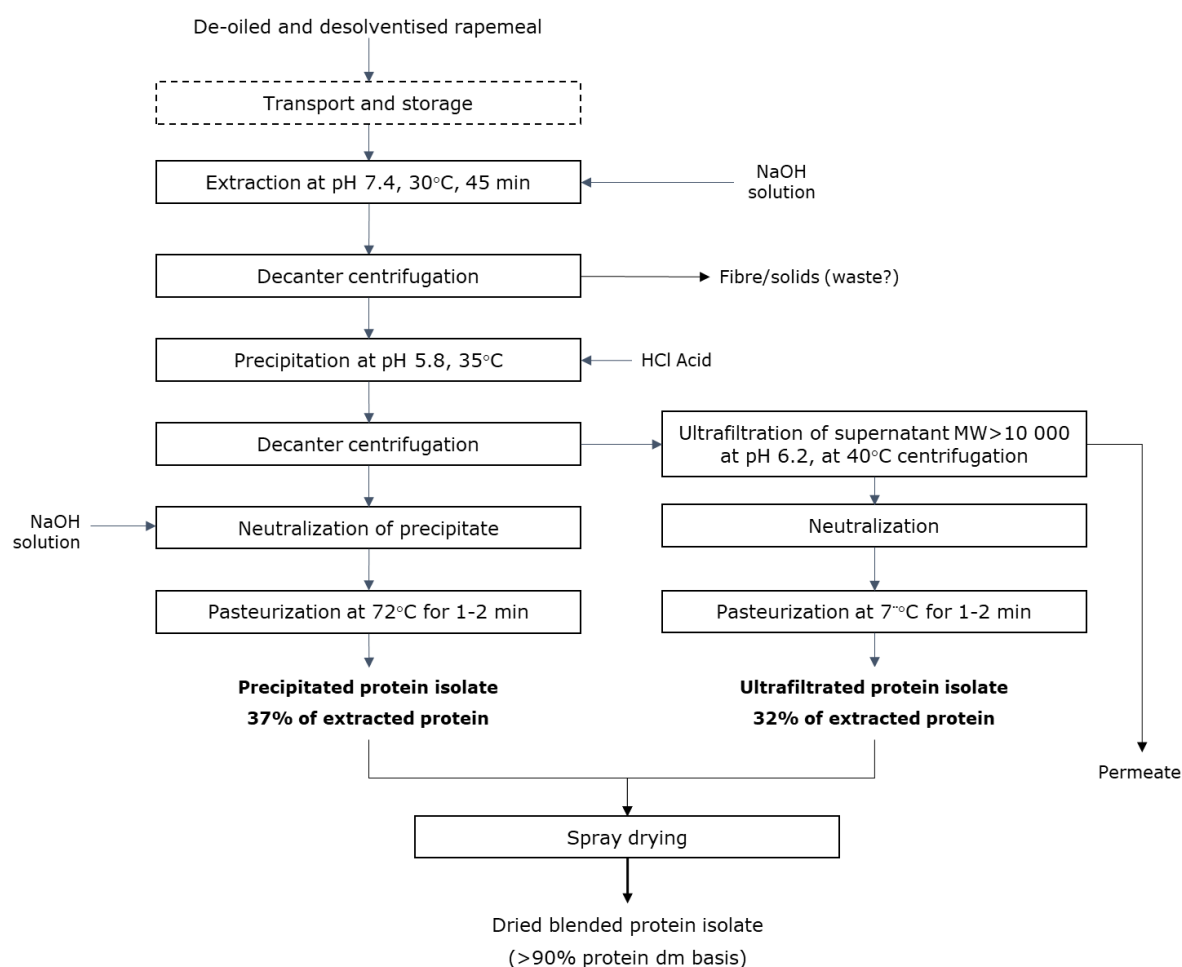 De-oiled and desolventised rapemeal
Transport and storage
Extraction at pH 7.4, 30°C, 45 min
NaOH
solution
Decanter centrifugation
Fibre/solids (waste?)
Precipitation at pH 5.8, 35°C
HCl Acid
Decanter centrifugation
Ultrafiltration of supernatant MW>10 000
at pH 6.2, at 40°C centrifugation
NaOH
solution
Neutralization of precipitate
Neutralization
Pasteurization at 72°C for 1-2 min
Pasteurization at 7¨°C for 1-2 min
Precipitated protein isolate
37% of extracted protein
Ultrafiltrated protein isolate
32% of extracted protein
Permeate
Spray drying
Dried blended protein isolate
(>90% protein dm basis)